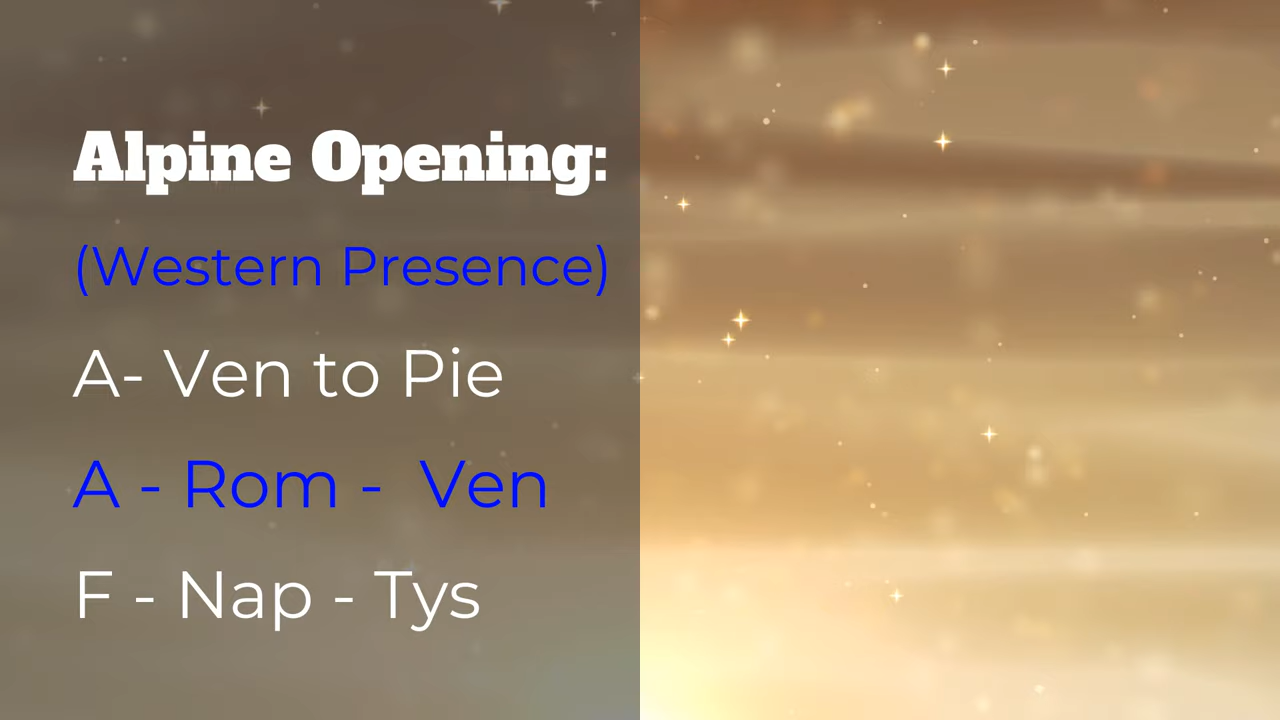 Alpine Opening:
(Western Presence)
A- Ven to Pie
A - Rom - Ven
F - Nap - Tys